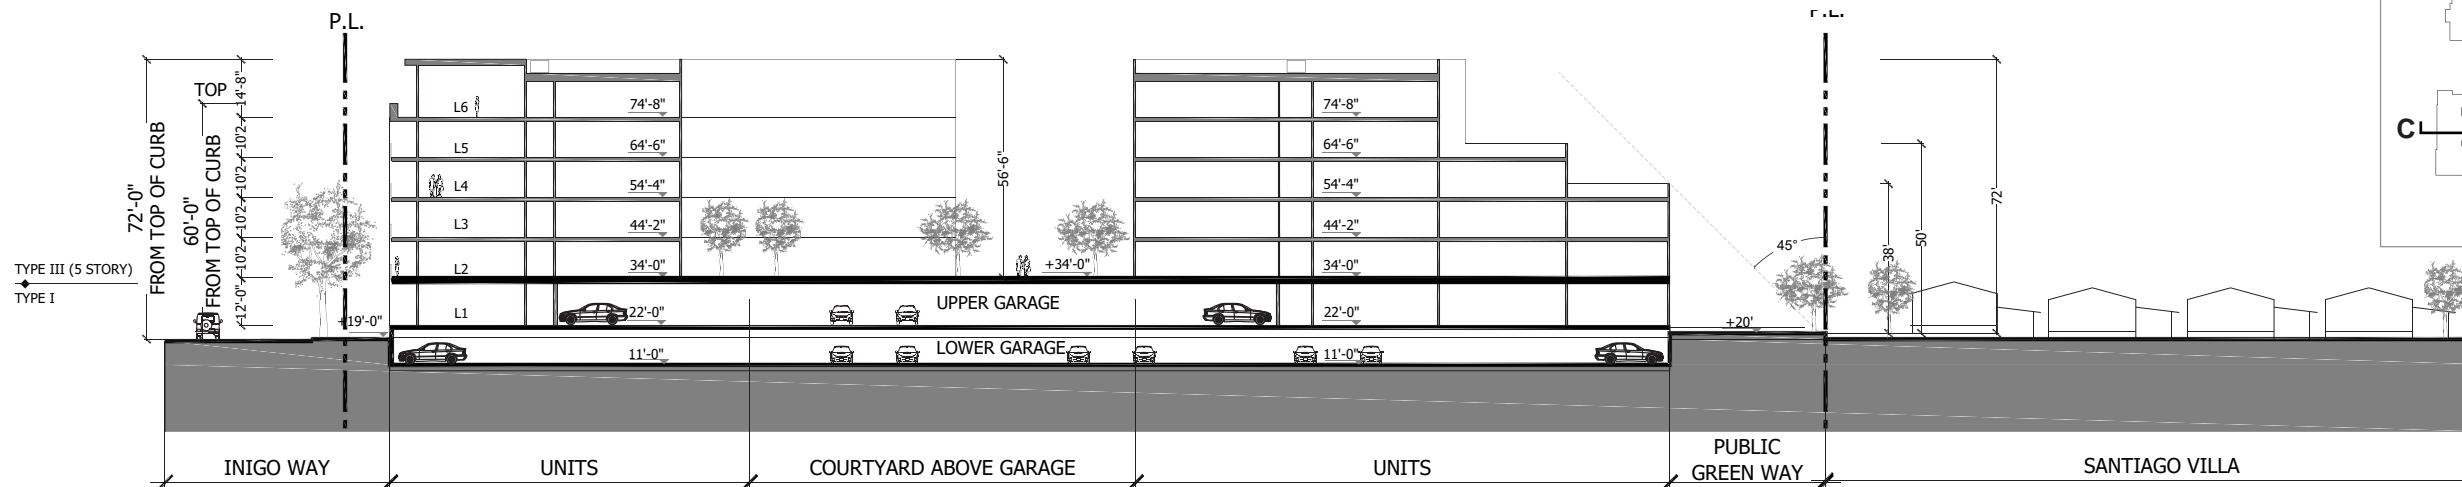 P.L.
P.L.
TOP
14'-8"
10'2
10'2
10'2
10'2
12'-0"
72'-0"
FROM TOP OF CURB
60'-0"
FROM TOP OF CURB
TYPE III (5 STORY)
TYPE I
+19'-0"
L6
L5
L4
L3
L2
L1
74'-8"
64'-6"
54'-4"
44'-2"
34'-0"
22'-0"
11'-0"
56'-6"
+34'-0"
UPPER GARAGE
LOWER GARAGE
74'-8"
64'-6"
54'-4"
44'-2"
34'-0"
22'-0"
11'-0"
45°
+20'
38'
50'
72'
C
INIGO WAY
UNITS
COURTYARD ABOVE GARAGE
UNITS
PUBLIC
GREEN WAY
SANTIAGO VILLA